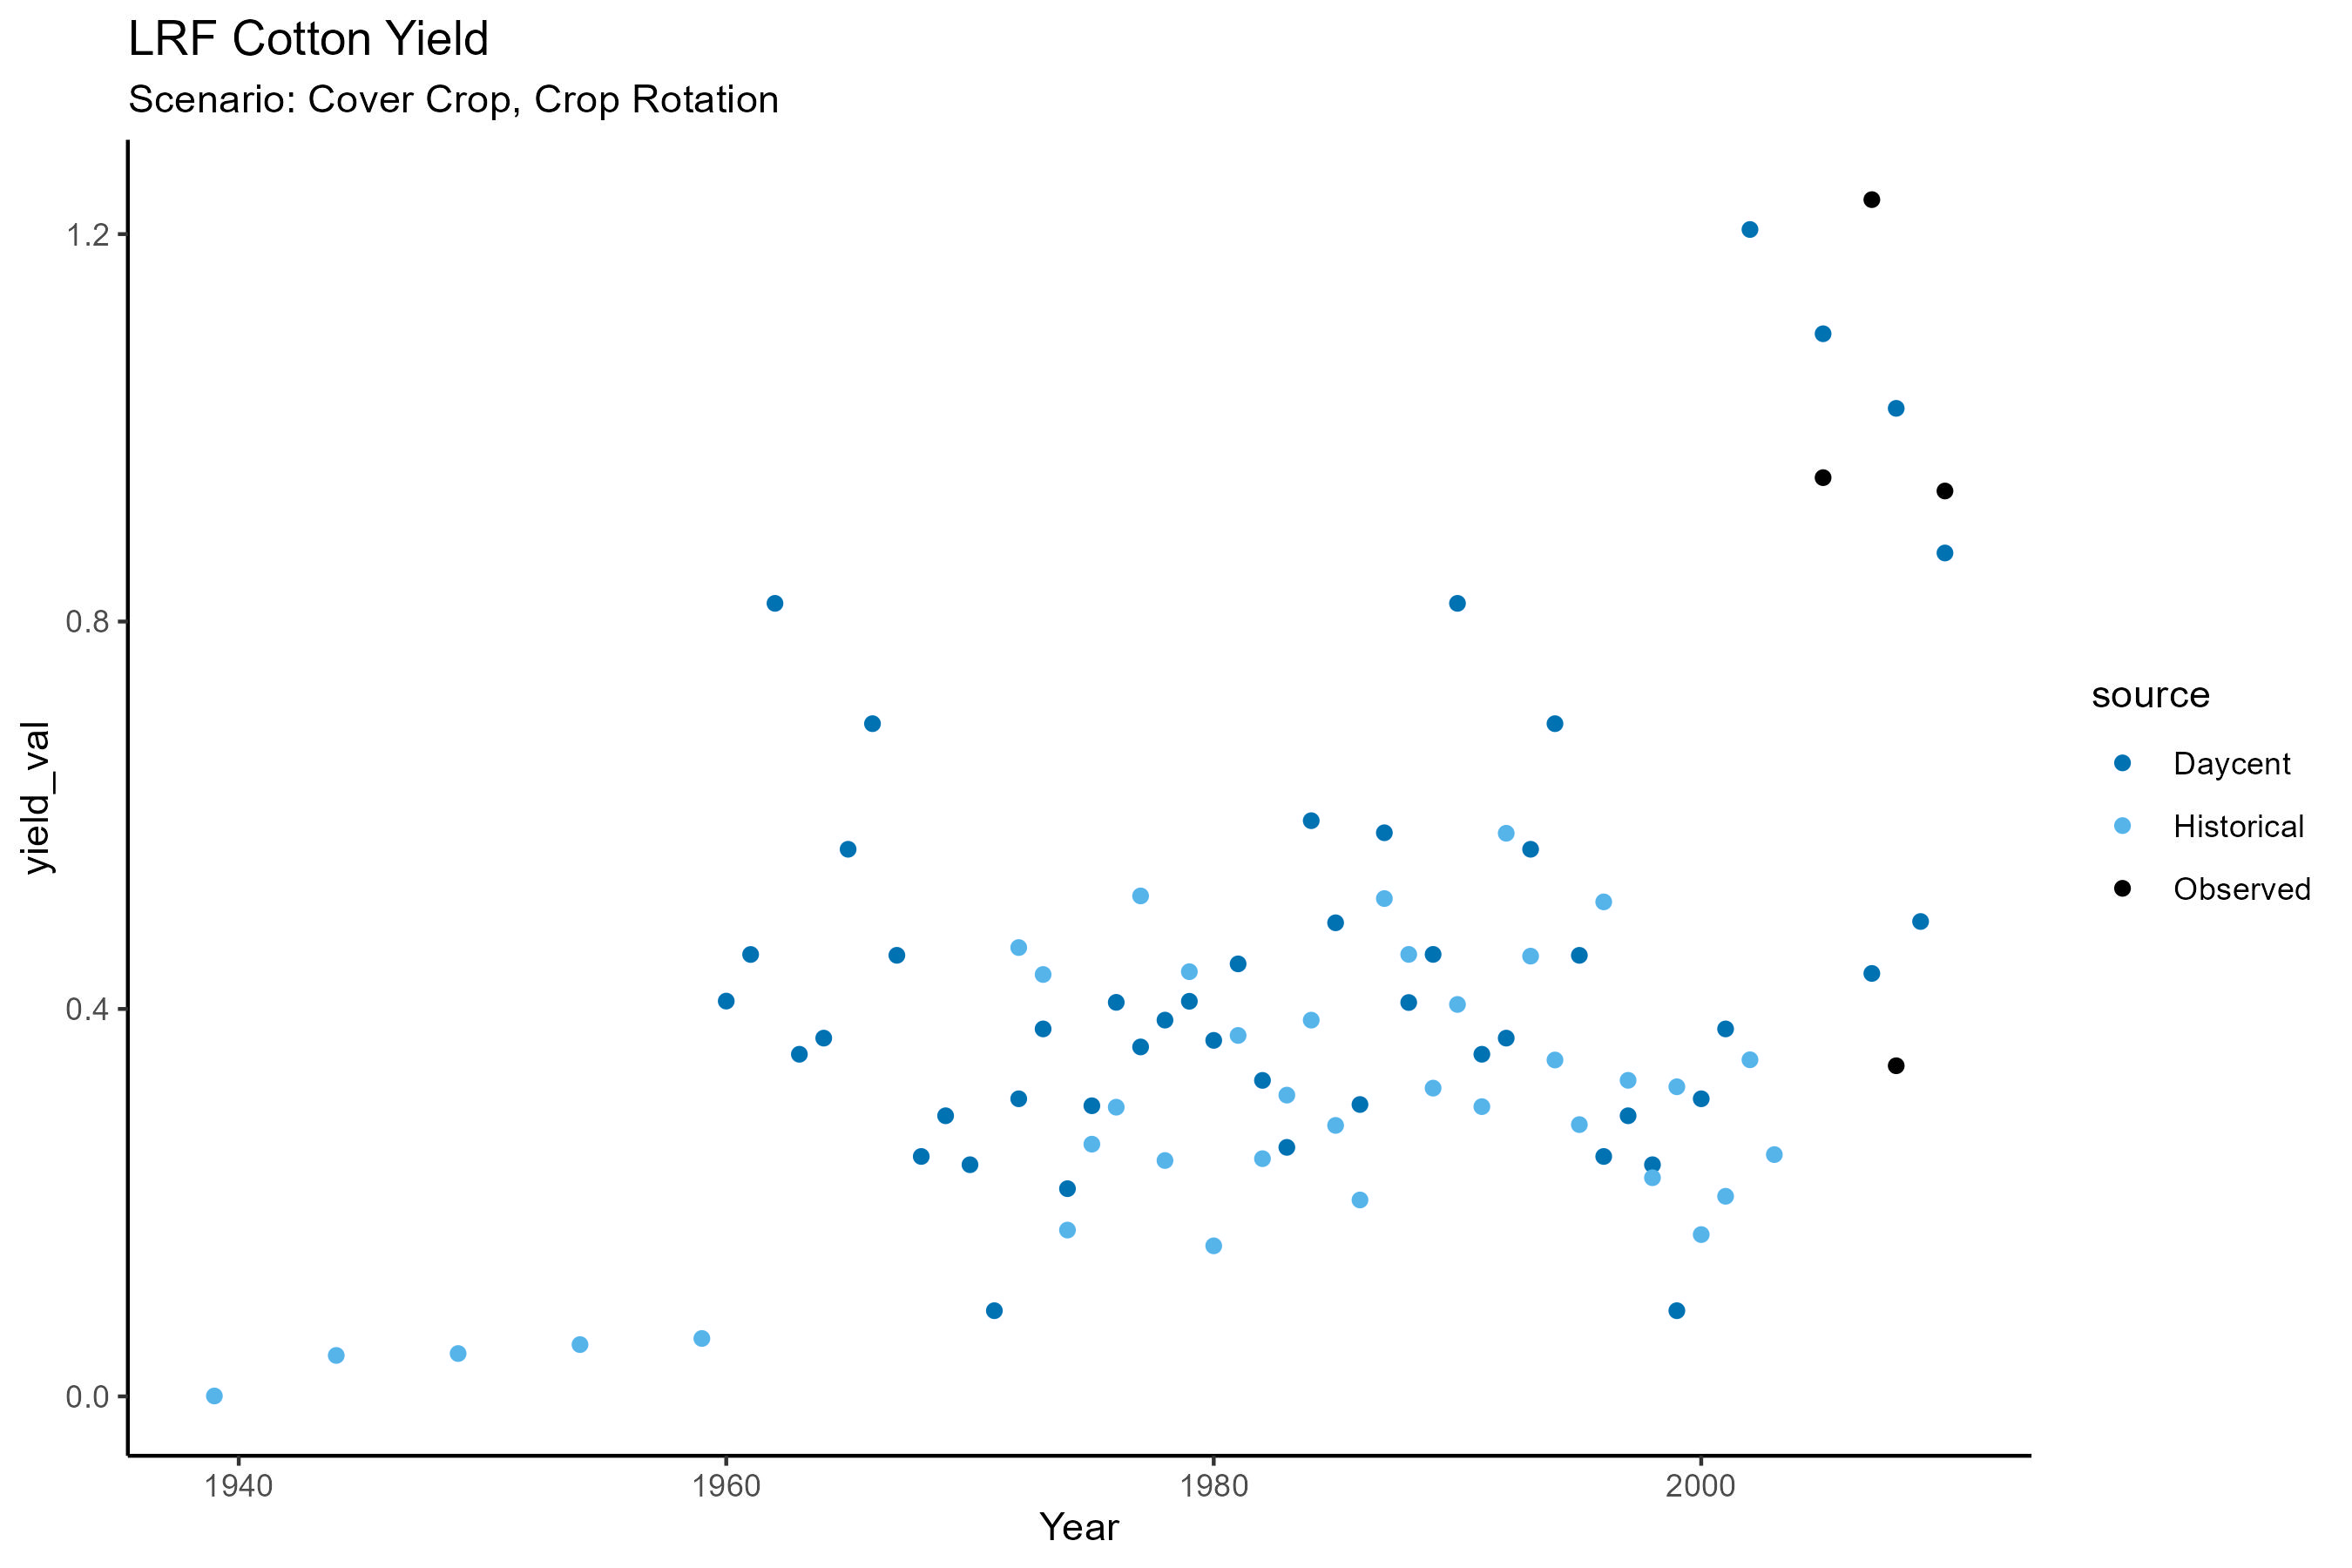 LRF Cotton Yield
Scenario: Cover Crop, Crop Rotation
yield_val
1.2
0.8
0.4
0.0
1940 1960 1980 2000
Year
source
Daycent
Historical
Observed